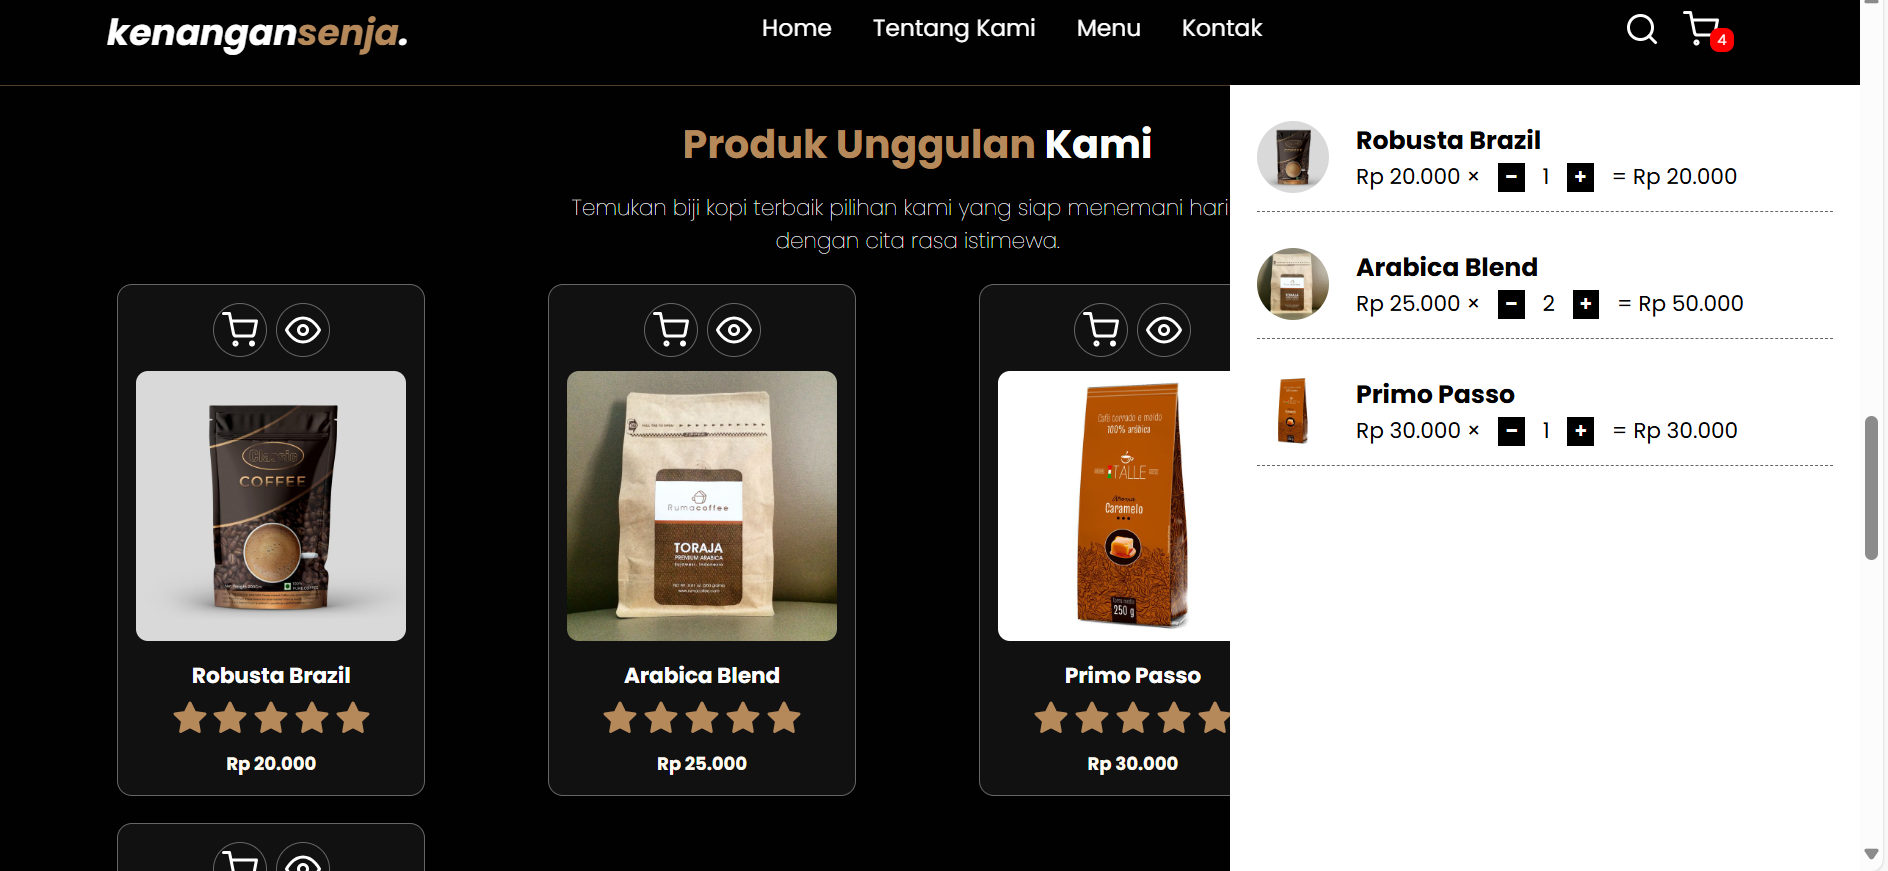 kenangansenja.
Home Tentang Kami Menu Kontak
4
Produk Unggulan Kami
Temukan biji kopi terbaik pilihan kami yang siap menemani hari
dengan cita rasa istimewa.
Classic
COFFEE
Robusta Brazil
Rp 20.000
Rumacoffee
TORAJA
PREMIUM ARABICA
Arabica Blend
Rp 25.000
Café torrado e moído
100% arábica
ITALLE
Aroma
Caramelo
250 g
Primo Passo
Rp 30.000
Robusta Brazil
Rp 20.000 × − 1 + = Rp 20.000
Arabica Blend
Rp 25.000 × − 2 + = Rp 50.000
Primo Passo
Rp 30.000 × − 1 + = Rp 30.000